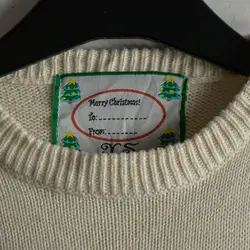 Merry Christmas!
To: ..........
From: ..........